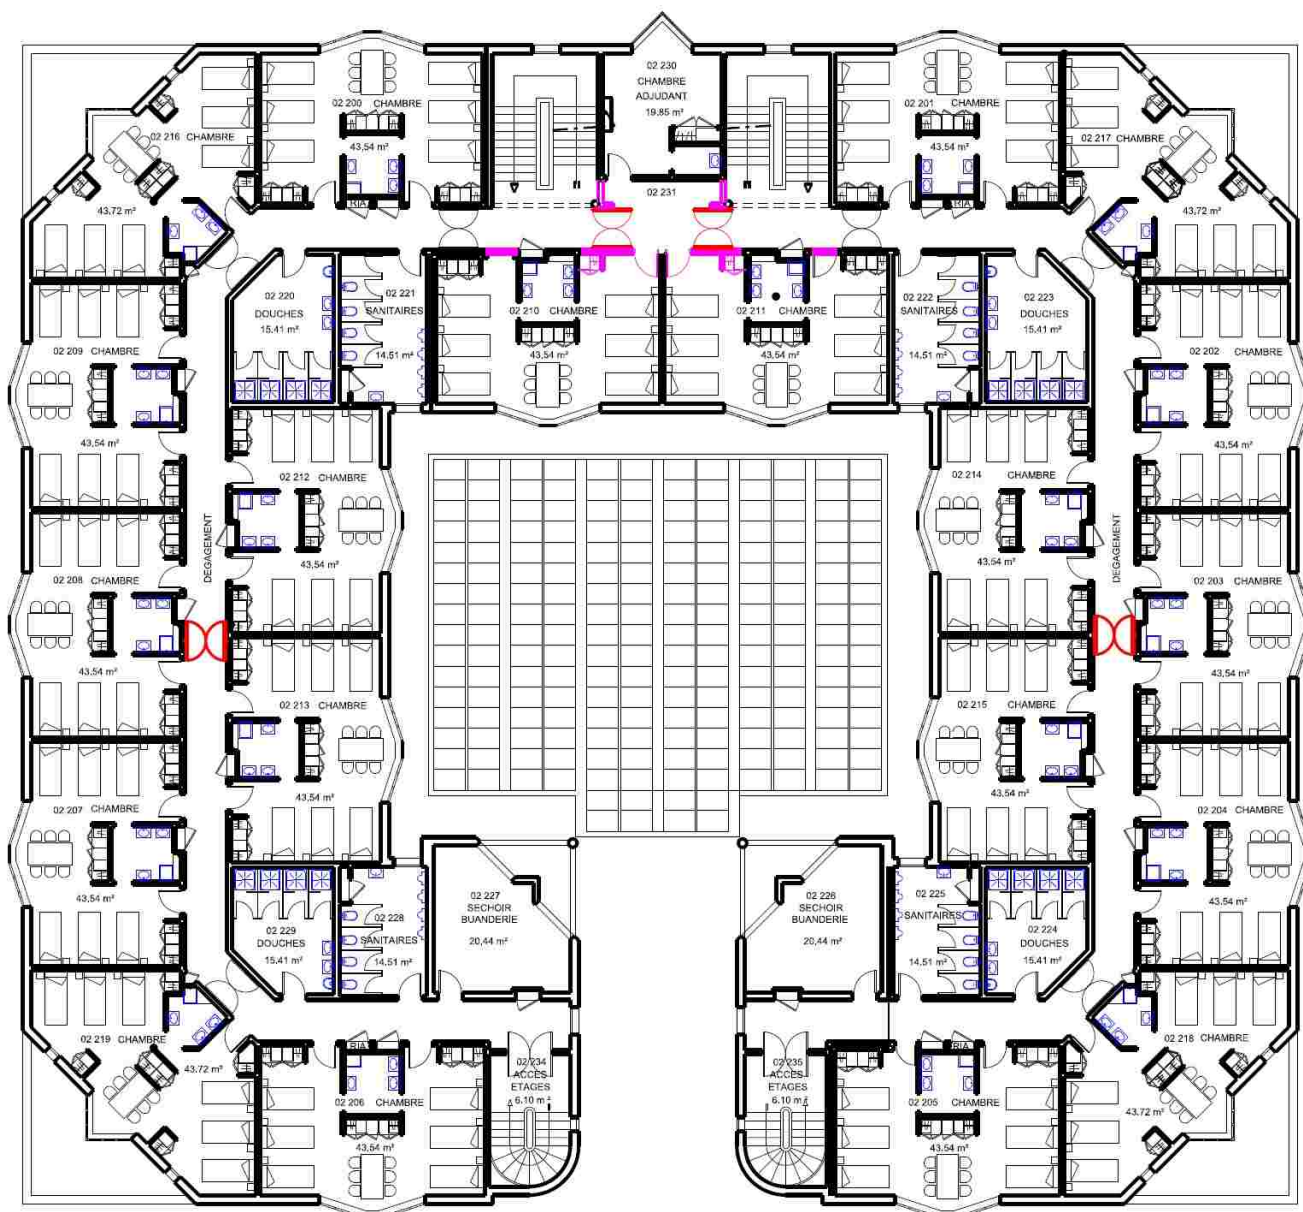 02 230
CHAMBRE
ADJUDANT
19.85 m²
02 200 CHAMBRE
43,54 m²
02 201 CHAMBRE
43,54 m²
02 216 CHAMBRE
43.72 m²
02 217 CHAMBRE
43,72 m²
RIA
02 231
RIA
02 220
DOUCHES
15.41 m²
02 221
SANITAIRES
14.51 m²
02 210 CHAMBRE
43,54 m²
02 211 CHAMBRE
43,54 m²
02 222
SANITAIRES
14,51 m²
02 223
DOUCHES
15,41 m²
02 209 CHAMBRE
43,54 m²
02 202 CHAMBRE
43,54 m²
02 212 CHAMBRE
43,54 m²
02 214 CHAMBRE
43,54 m²
DEGAGEMENT
DEGAGEMENT
02 208 CHAMBRE
43,54 m²
02 203 CHAMBRE
43,54 m²
02 213 CHAMBRE
43,54 m²
02 215 CHAMBRE
43,54 m²
02 207 CHAMBRE
43,54 m²
02 204 CHAMBRE
43,54 m²
02 229
DOUCHES
15.41 m²
02 228
SANITAIRES
14,51 m²
02 227
SECHOIR
BUANDERIE
20,44 m²
02 226
SECHOIR
BUANDERIE
20,44 m²
02 225
SANITAIRES
14,51 m²
02 224
DOUCHES
15.41 m²
02 219 CHAMBRE
43.72 m²
RIA
02 206 CHAMBRE
43,54 m²
02 234
ACCES
ETAGES
6.10 m²
02 235
ACCES
ETAGES
6.10 m²
RIA
02 205 CHAMBRE
43,54 m²
02 218 CHAMBRE
43.72 m²